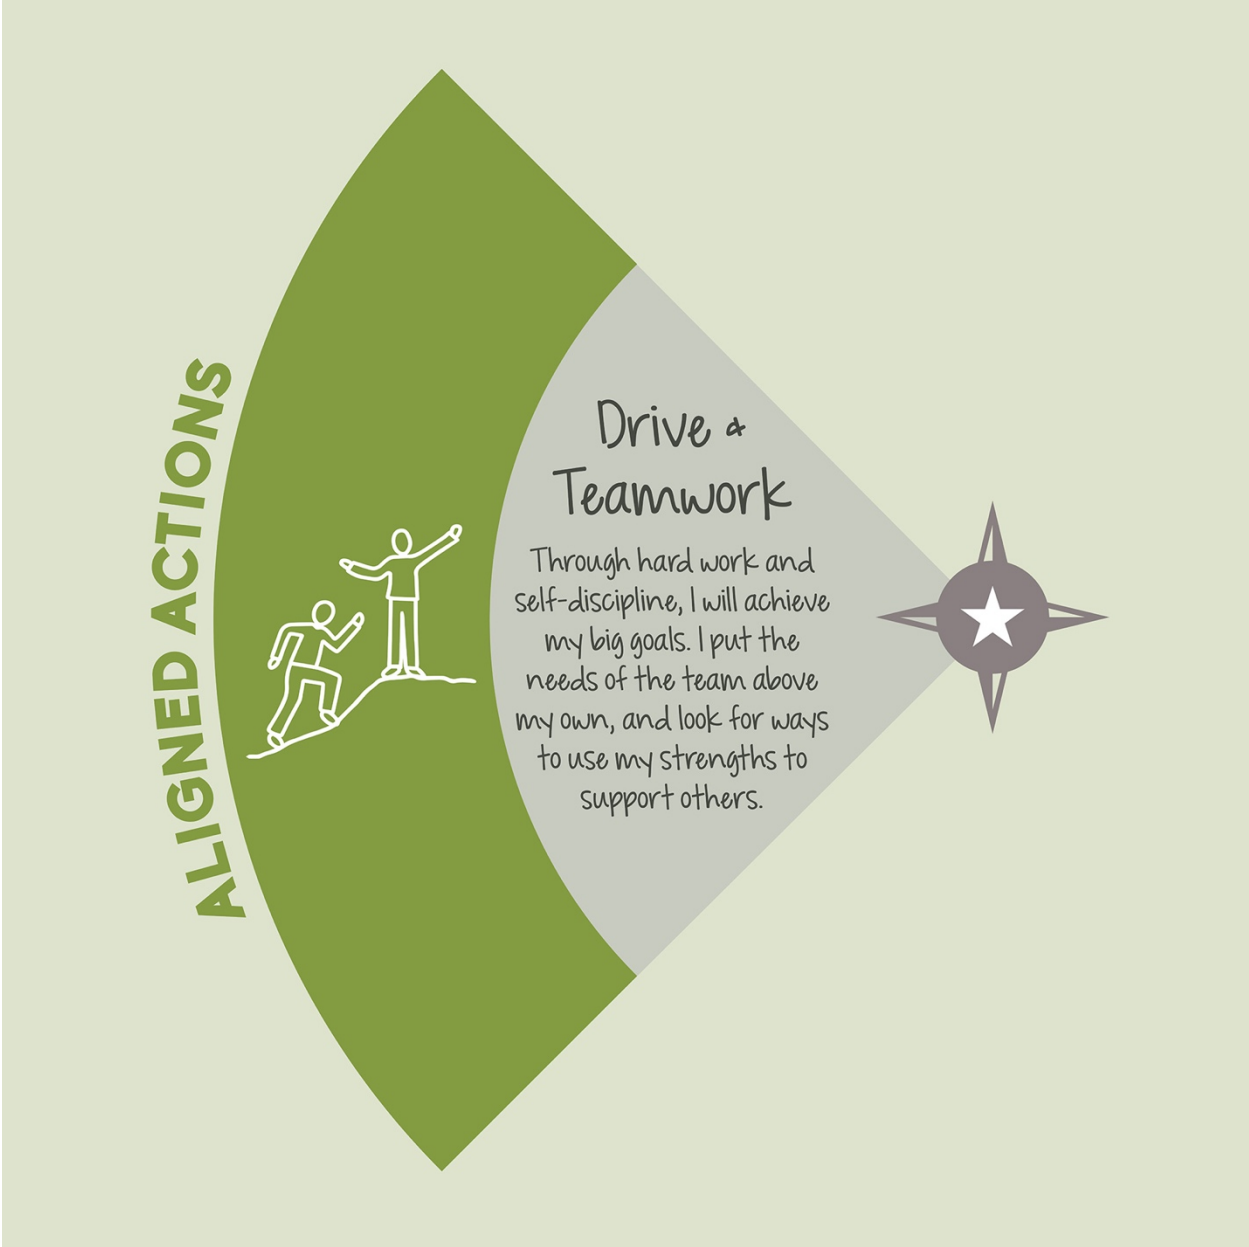 ALIGNED ACTIONS
Drive &
Teamwork
Through hard work and
self-discipline, I will achieve
my big goals. I put the
needs of the team above
my own, and look for ways
to use my strengths to
support others.